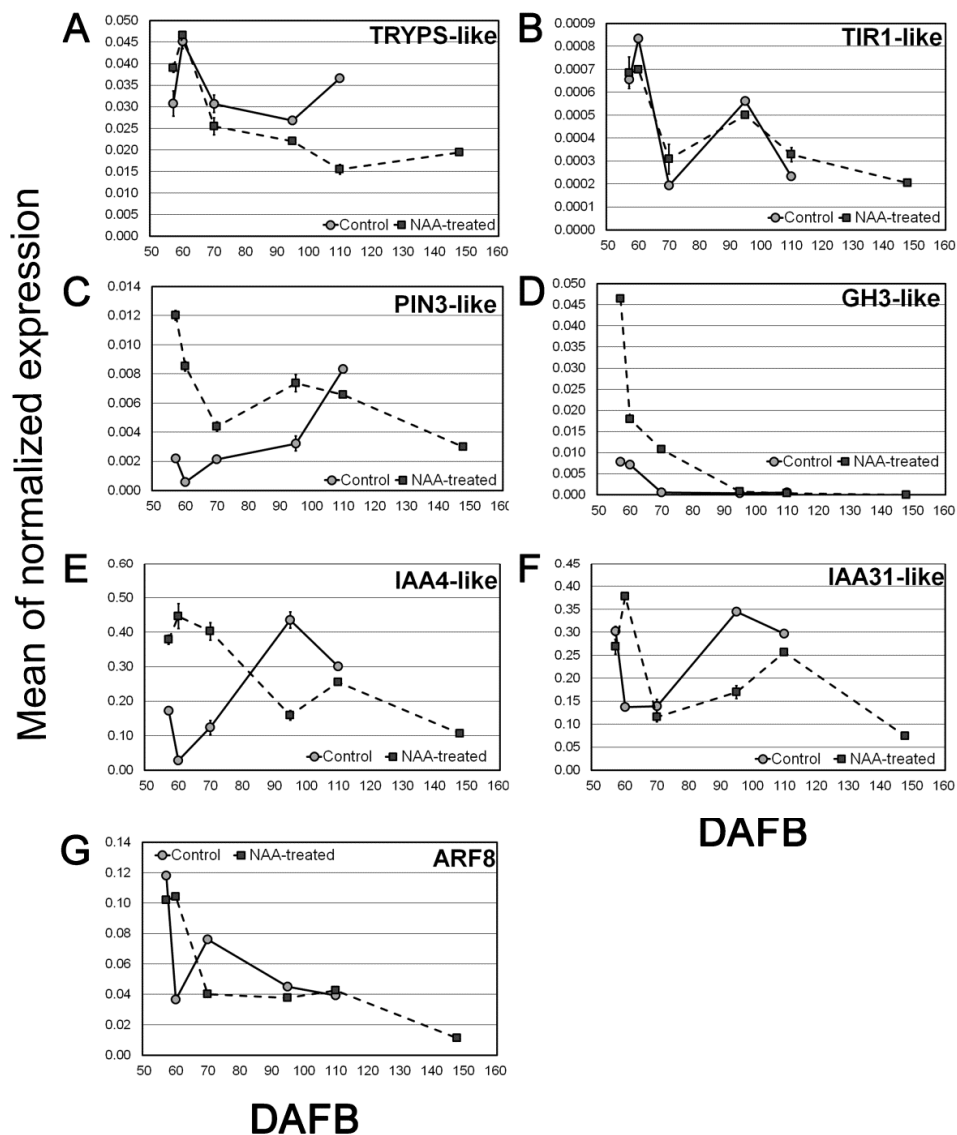 Mean of normalized expression
A
TRYPS-like
0.050
0.045
0.040
0.035
0.030
0.025
0.020
0.015
0.010
0.005
0.000
Control NAA-treated
50 60 70 80 90 100 110 120 130 140 150 160
B
TIR1-like
0.0009
0.0008
0.0007
0.0006
0.0005
0.0004
0.0003
0.0002
0.0001
0.0000
Control NAA-treated
50 60 70 80 90 100 110 120 130 140 150 160
C
PIN3-like
0.014
0.012
0.010
0.008
0.006
0.004
0.002
0.000
Control NAA-treated
50 60 70 80 90 100 110 120 130 140 150 160
D
GH3-like
0.050
0.045
0.040
0.035
0.030
0.025
0.020
0.015
0.010
0.005
0.000
Control NAA-treated
50 60 70 80 90 100 110 120 130 140 150 160
E
IAA4-like
0.60
0.50
0.40
0.30
0.20
0.10
0.00
Control NAA-treated
50 60 70 80 90 100 110 120 130 140 150 160
F
IAA31-like
0.45
0.40
0.35
0.30
0.25
0.20
0.15
0.10
0.05
0.00
Control NAA-treated
50 60 70 80 90 100 110 120 130 140 150 160
DAFB
G
ARF8
Control NAA-treated
0.14
0.12
0.10
0.08
0.06
0.04
0.02
0.00
50 60 70 80 90 100 110 120 130 140 150 160
DAFB